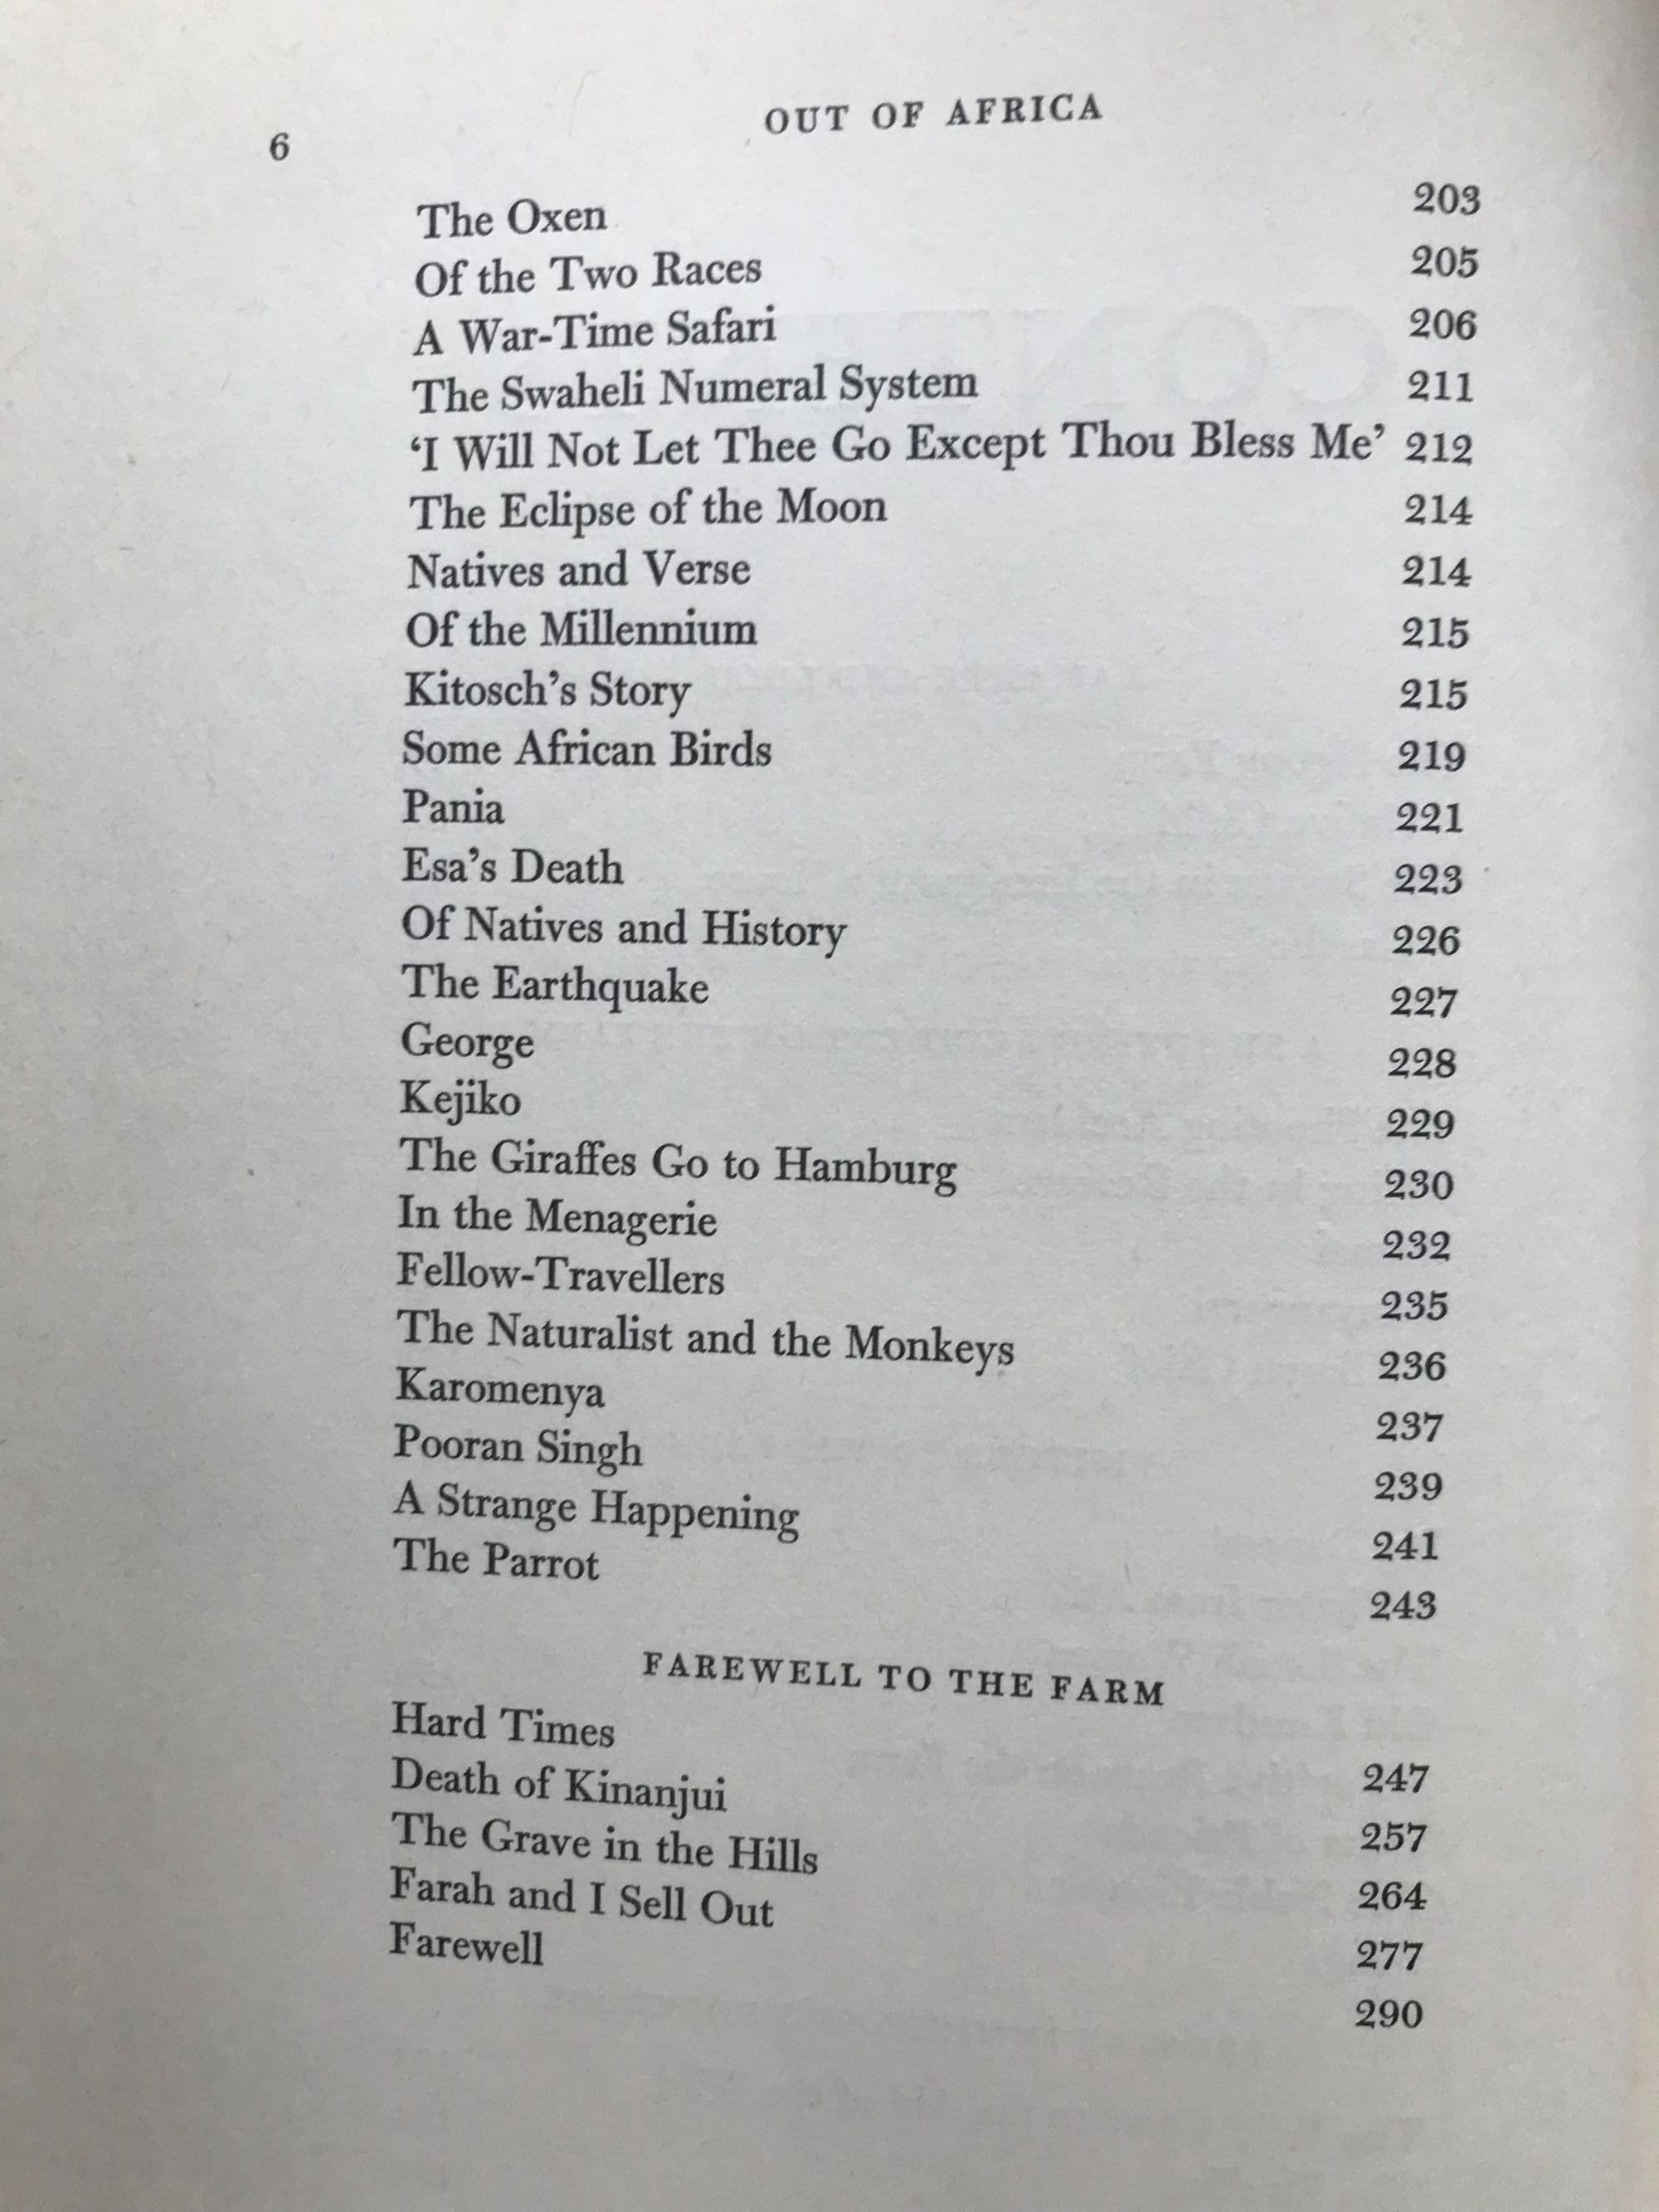 6 OUT OF AFRICA
The Oxen 203
Of the Two Races 205
A War-Time Safari 206
The Swaheli Numeral System 211
‘I Will Not Let Thee Go Except Thou Bless Me’ 212
The Eclipse of the Moon 214
Natives and Verse 214
Of the Millennium 215
Kitosch’s Story 215
Some African Birds 219
Pania 221
Esa’s Death 223
Of Natives and History 226
The Earthquake 227
George 228
Kejiko 229
The Giraffes Go to Hamburg 230
In the Menagerie 232
Fellow-Travellers 235
The Naturalist and the Monkeys 236
Karomenya 237
Pooran Singh 239
A Strange Happening 241
The Parrot 243
FAREWELL TO THE FARM
Hard Times 247
Death of Kinanjui 257
The Grave in the Hills 264
Farah and I Sell Out 277
Farewell 290